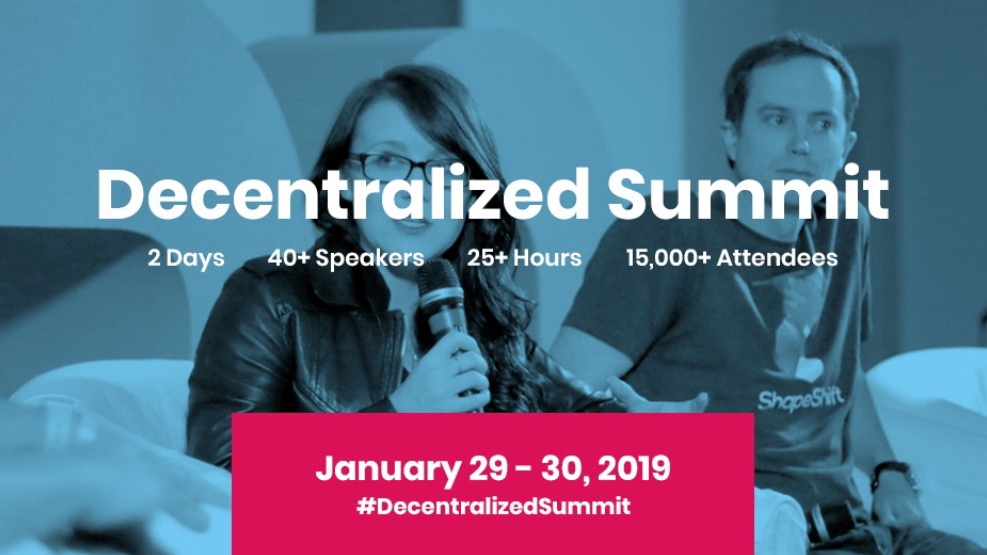 Decentralized Summit
2 Days 40+ Speakers 25+ Hours 15,000+ Attendees
ShapeShift
January 29 - 30, 2019
#DecentralizedSummit